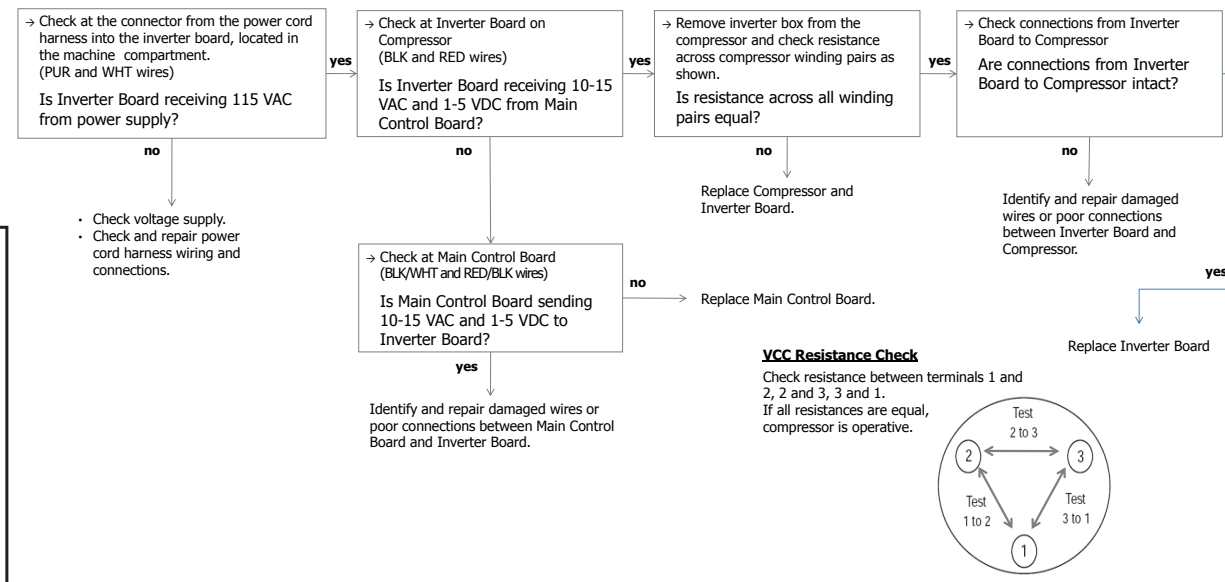 → Check at the connector from the power cord
harness into the inverter board, located in
the machine compartment.
(PUR and WHT wires)
Is Inverter Board receiving 115 VAC
from power supply?
yes
→ Check at Inverter Board on
Compressor
(BLK and RED wires)
Is Inverter Board receiving 10-15
VAC and 1-5 VDC from Main
Control Board?
yes
→ Remove inverter box from the
compressor and check resistance
across compressor winding pairs as
shown.
Is resistance across all winding
pairs equal?
yes
→ Check connections from Inverter
Board to Compressor
Are connections from Inverter
Board to Compressor intact?
no
no
no
no
• Check voltage supply.
• Check and repair power
cord harness wiring and
connections.
Replace Compressor and
Inverter Board.
Identify and repair damaged
wires or poor connections
between Inverter Board and
Compressor.
→ Check at Main Control Board
(BLK/WHT and RED/BLK wires)
Is Main Control Board sending
10-15 VAC and 1-5 VDC to
Inverter Board?
no
Replace Main Control Board.
yes
Replace Inverter Board
yes
Identify and repair damaged wires or
poor connections between Main Control
Board and Inverter Board.
VCC Resistance Check
Check resistance between terminals 1 and
2, 2 and 3, 3 and 1.
If all resistances are equal,
compressor is operative.
Test
2 to 3
2
3
Test
1 to 2
Test
3 to 1
1